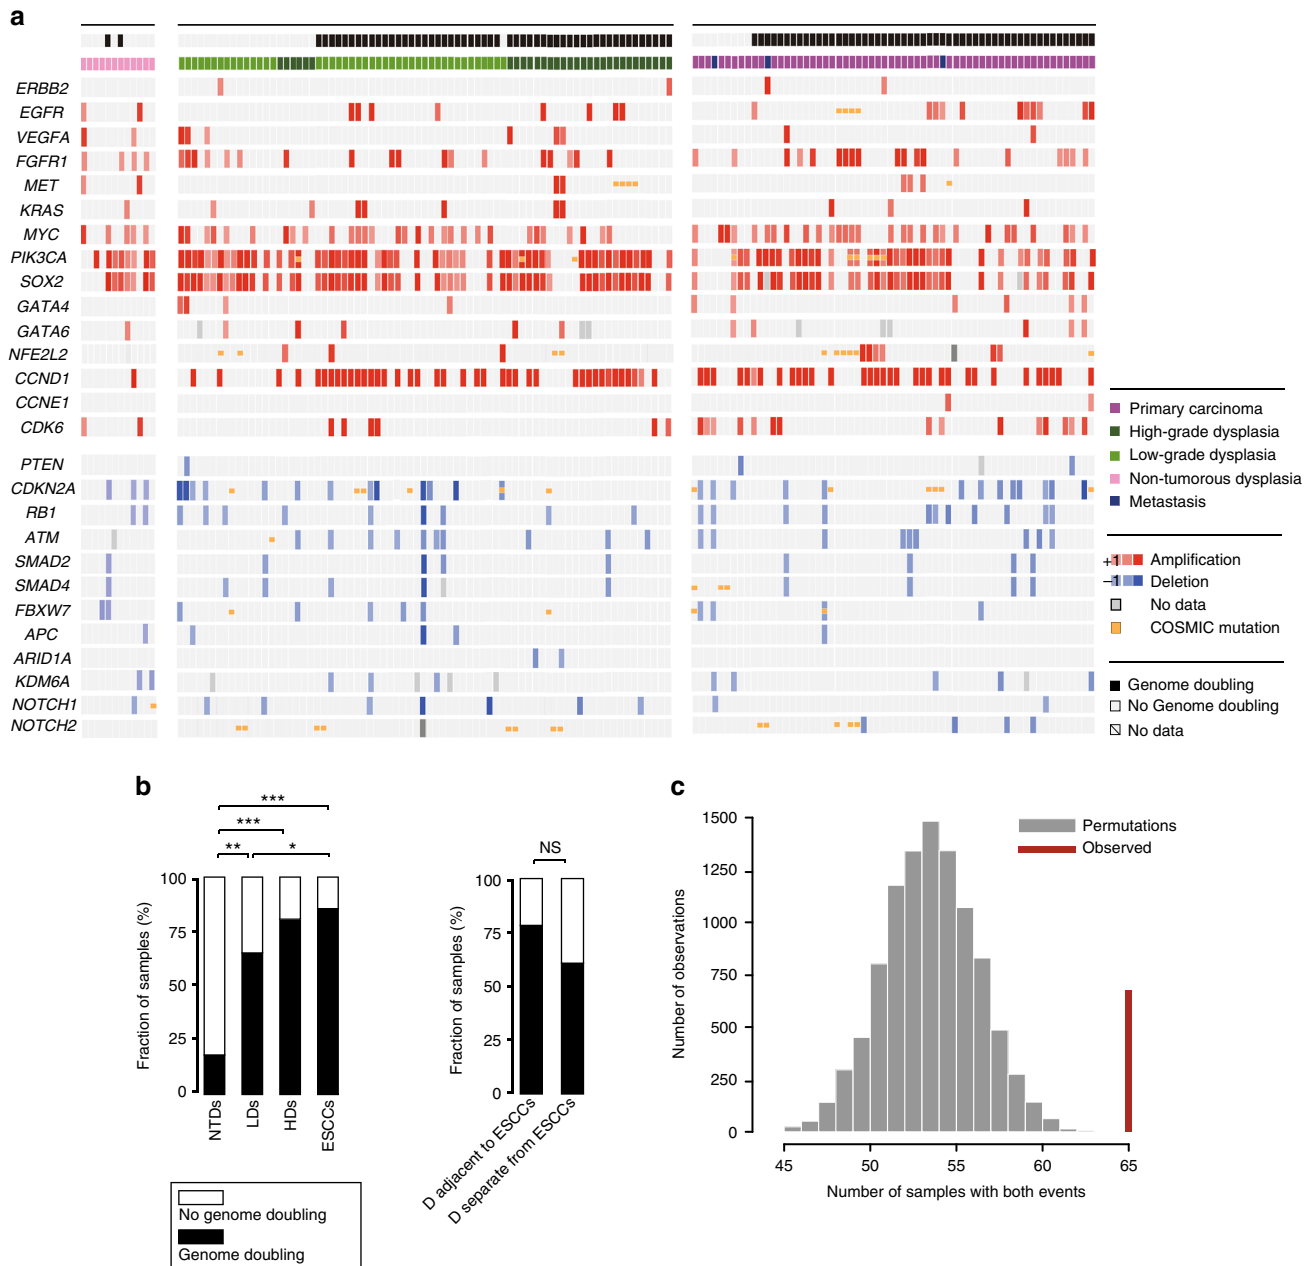 a
ERBB2
EGFR
VEGFA
FGFR1
MET
KRAS
MYC
PIK3CA
SOX2
GATA4
GATA6
NFE2L2
CCND1
CCNE1
CDK6
PTEN
CDKN2A
RB1
ATM
SMAD2
SMAD4
FBXW7
APC
ARID1A
KDM6A
NOTCH1
NOTCH2
Primary carcinoma
High-grade dysplasia
Low-grade dysplasia
Non-tumorous dysplasia
Metastasis
+1 Amplification
−1 Deletion
No data
COSMIC mutation
Genome doubling
No Genome doubling
No data
b
***
***
** *
Fraction of samples (%)
100
75
50
25
0
NTDs
LDs
HDs
ESCCs
No genome doubling
Genome doubling
NS
Fraction of samples (%)
100
75
50
25
0
D adjacent to ESCCs
D separate from ESCCs
c
Permutations
Observed
Number of observations
1500
1250
1000
750
500
250
0
45 50 55 60 65
Number of samples with both events